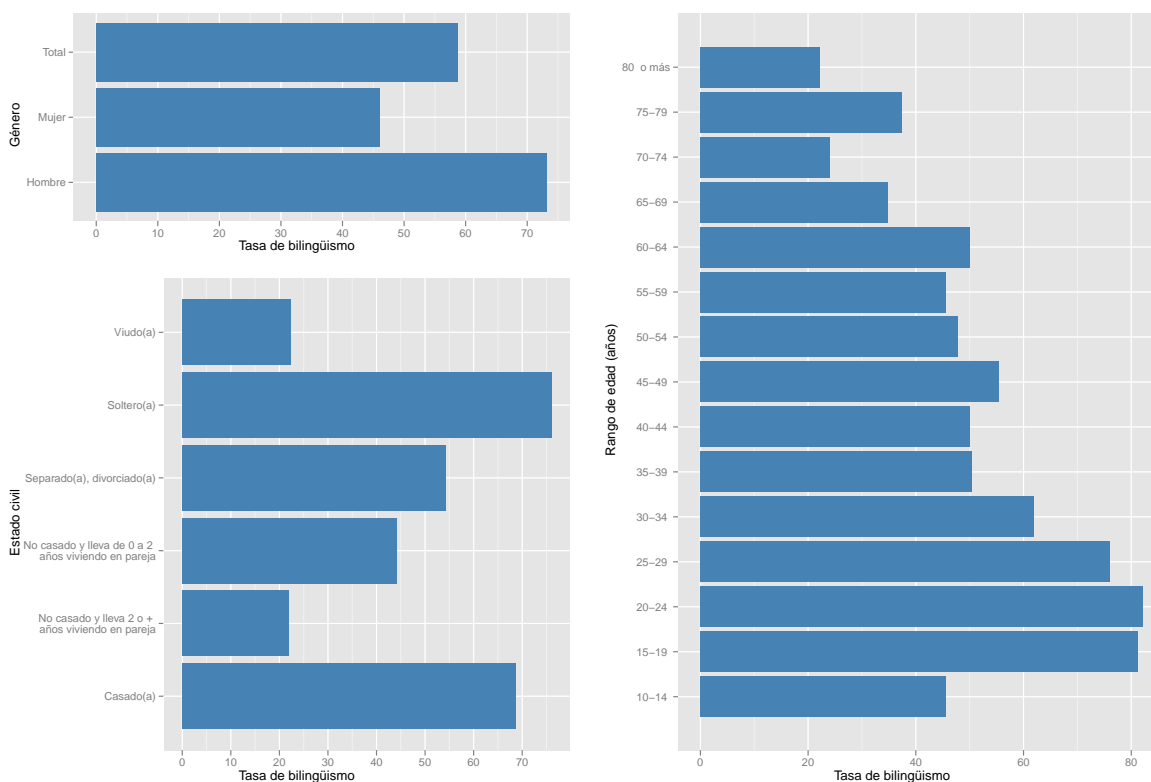 Género
Total
Mujer
Hombre
0 10 20 30 40 50 60 70
Tasa de bilingüismo
Estado civil
Viudo(a)
Soltero(a)
Separado(a), divorciado(a)
No casado y lleva de 0 a 2
años viviendo en pareja
No casado y lleva 2 o +
años viviendo en pareja
Casado(a)
0 10 20 30 40 50 60 70
Tasa de bilingüismo
Rango de edad (años)
80 o más
75−79
70−74
65−69
60−64
55−59
50−54
45−49
40−44
35−39
30−34
25−29
20−24
15−19
10−14
0 20 40 60 80
Tasa de bilingüismo